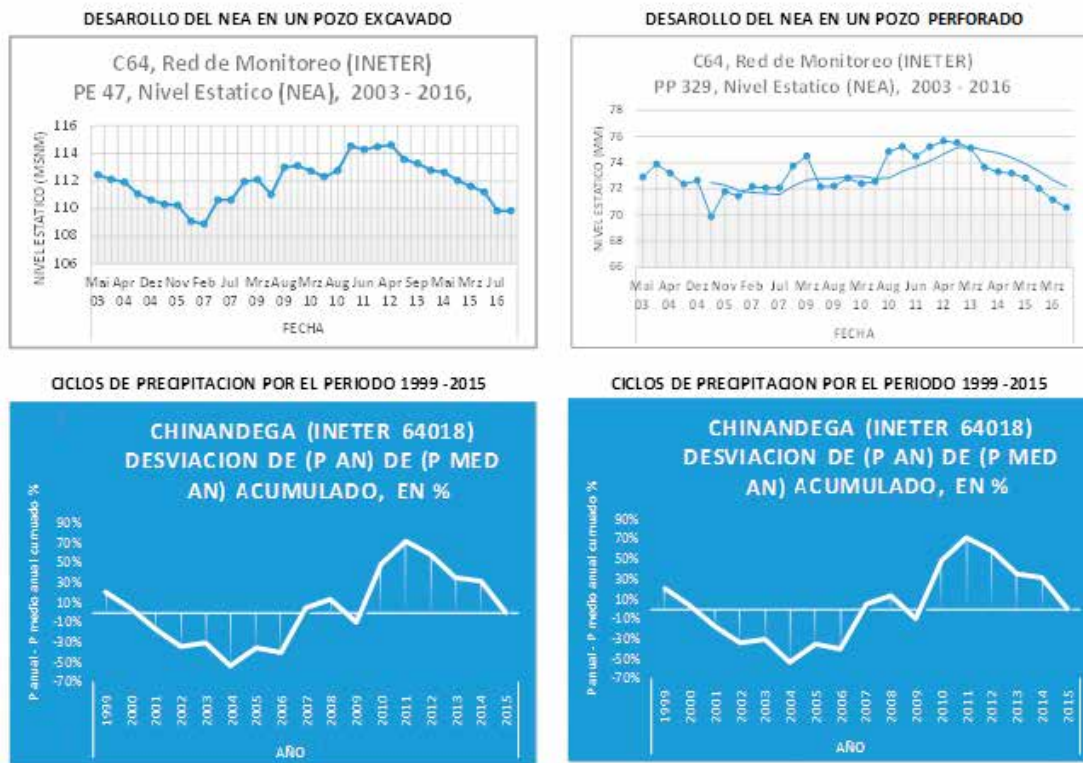 DESAROLLO DEL NEA EN UN POZO EXCAVADO
C64, Red de Monitoreo (INETER)
PE 47, Nivel Estatico (NEA), 2003 - 2016,
NIVEL ESTATICO (MSNM)
116
114
112
110
108
106
Mai Apr Dez Nov Feb Jul Mrz Aug Mrz Aug Jun Apr Sep Mai Mrz Jul
03 04 04 05 07 07 09 09 10 10 11 12 13 14 15 16
FECHA
DESAROLLO DEL NEA EN UN POZO PERFORADO
C64, Red de Monitoreo (INETER)
PP 329, Nivel Estatico (NEA), 2003 - 2016
NIVEL ESTATICO (MM)
78
76
74
72
70
68
66
Mai Apr Dez Nov Feb Jul Mrz Aug Mrz Aug Jun Apr Mrz Apr Mrz Mrz
03 04 04 05 07 07 09 09 10 10 11 12 13 14 15 16
FECHA
CICLOS DE PRECIPITACION POR EL PERIODO 1999 -2015
CHINANDEGA (INETER 64018)
DESVIACION DE (P AN) DE (P MED
AN) ACUMULADO, EN %
P anual - P medio anual cumuado %
90%
70%
50%
30%
10%
-10%
-30%
-50%
-70%
1999 2000 2001 2002 2003 2004 2005 2006 2007 2008 2009 2010 2011 2012 2013 2014 2015
AÑO
CICLOS DE PRECIPITACION POR EL PERIODO 1999 -2015
CHINANDEGA (INETER 64018)
DESVIACION DE (P AN) DE (P MED
AN) ACUMULADO, EN %
P anual - P medio anual cumuado %
90%
70%
50%
30%
10%
-10%
-30%
-50%
-70%
1999 2000 2001 2002 2003 2004 2005 2006 2007 2008 2009 2010 2011 2012 2013 2014 2015
AÑO